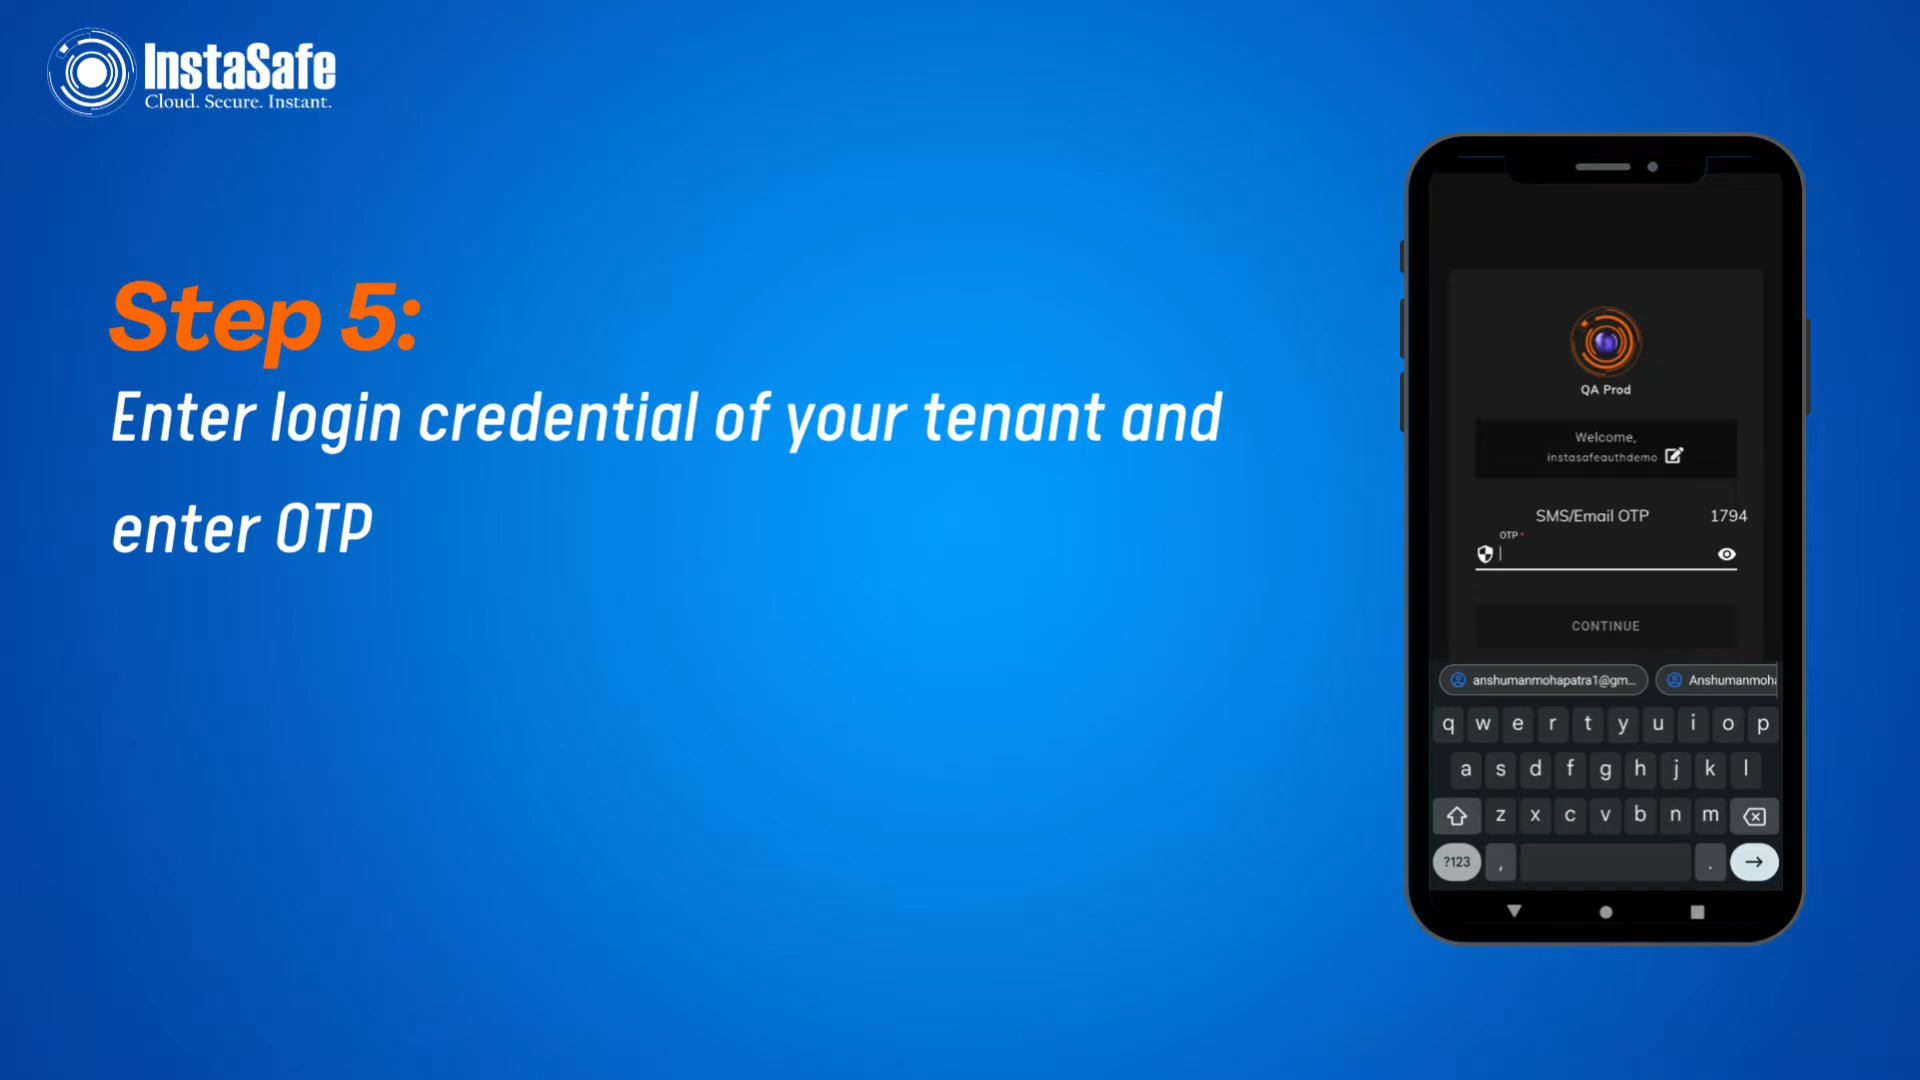 InstaSafe
Cloud. Secure. Instant.
Step 5:
Enter login credential of your tenant and
enter OTP
QA Prod
Welcome,
instasafeauthdemo
SMS/Email OTP 1794
OTP *
CONTINUE
anshumanmohapatra1@gm... Anshumanmoha
q w e r t y u i o p
a s d f g h j k l
z x c v b n m
?123 , .